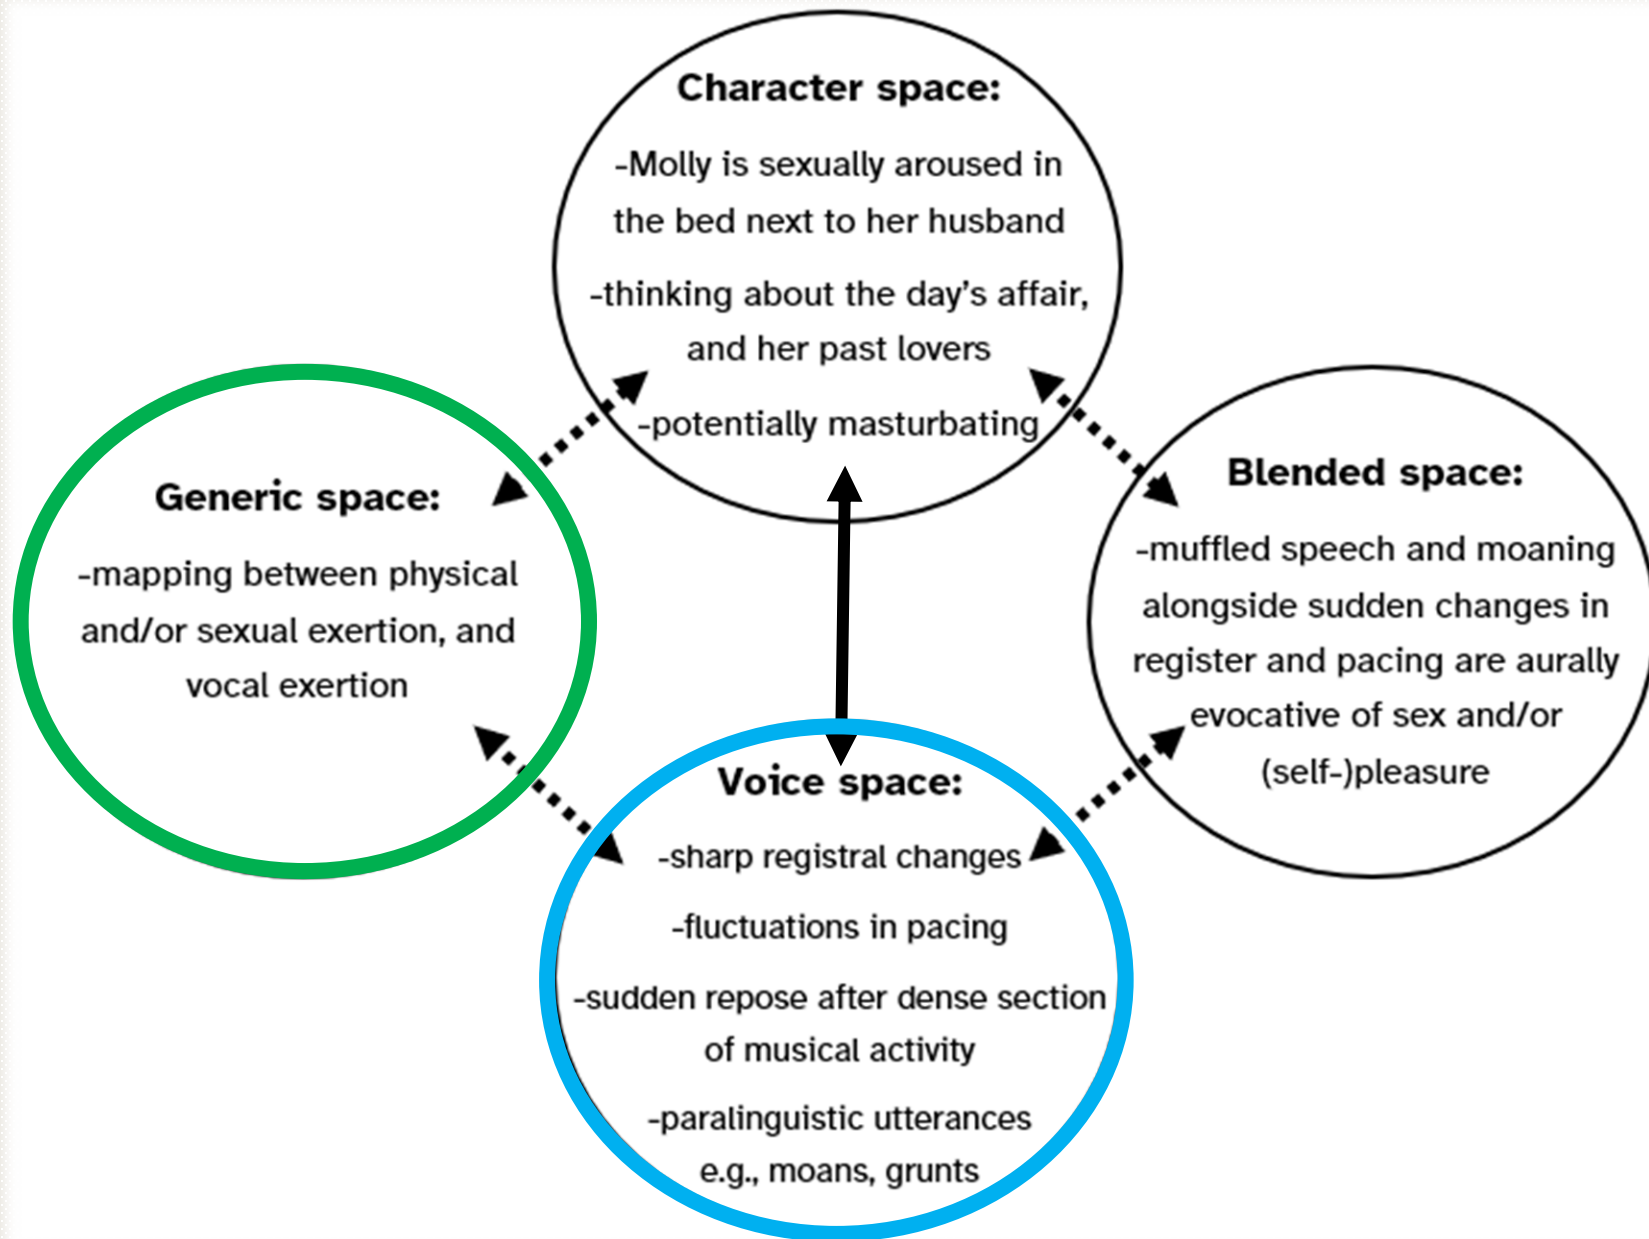 Character space:
-Molly is sexually aroused in
the bed next to her husband
-thinking about the day’s affair,
and her past lovers
-potentially masturbating
Generic space:
-mapping between physical
and/or sexual exertion, and
vocal exertion
Blended space:
-muffled speech and moaning
alongside sudden changes in
register and pacing are aurally
evocative of sex and/or
(self-)pleasure
Voice space:
-sharp registral changes
-fluctuations in pacing
-sudden repose after dense section
of musical activity
-paralinguistic utterances
e.g., moans, grunts